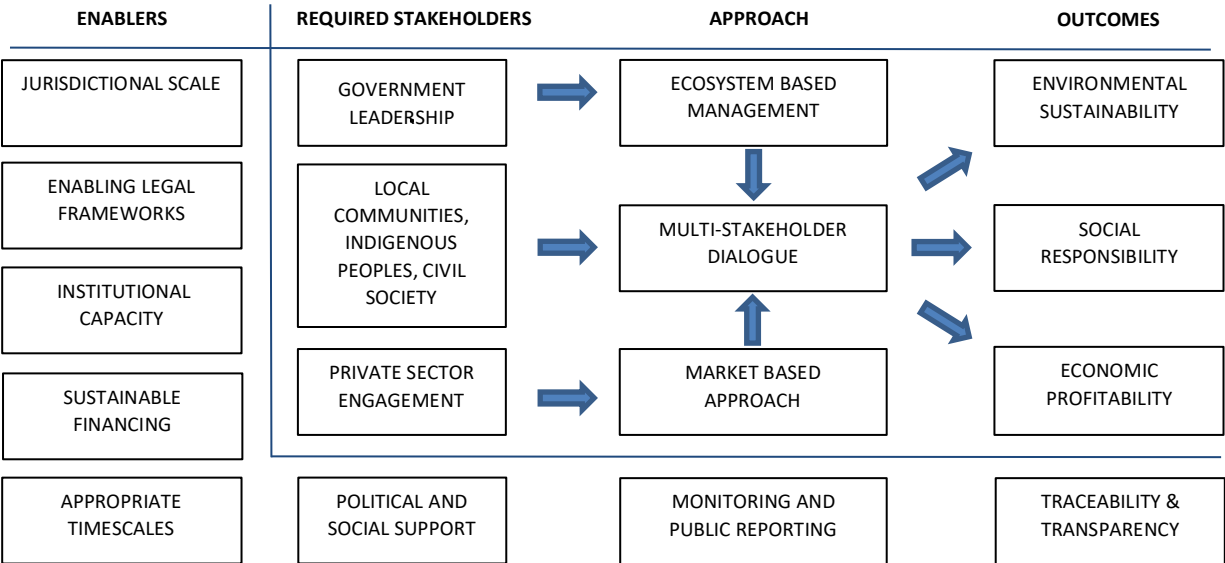 ENABLERS
REQUIRED STAKEHOLDERS
APPROACH
OUTCOMES
JURISDICTIONAL SCALE
GOVERNMENT
LEADERSHIP
ECOSYSTEM BASED
MANAGEMENT
ENVIRONMENTAL
SUSTAINABILITY
ENABLING LEGAL
FRAMEWORKS
LOCAL
COMMUNITIES,
INDIGENOUS
PEOPLES, CIVIL
SOCIETY
MULTI-STAKEHOLDER
DIALOGUE
SOCIAL
RESPONSIBILITY
INSTITUTIONAL
CAPACITY
PRIVATE SECTOR
ENGAGEMENT
MARKET BASED
APPROACH
ECONOMIC
PROFITABILITY
SUSTAINABLE
FINANCING
APPROPRIATE
TIMESCALES
POLITICAL AND
SOCIAL SUPPORT
MONITORING AND
PUBLIC REPORTING
TRACEABILITY &
TRANSPARENCY